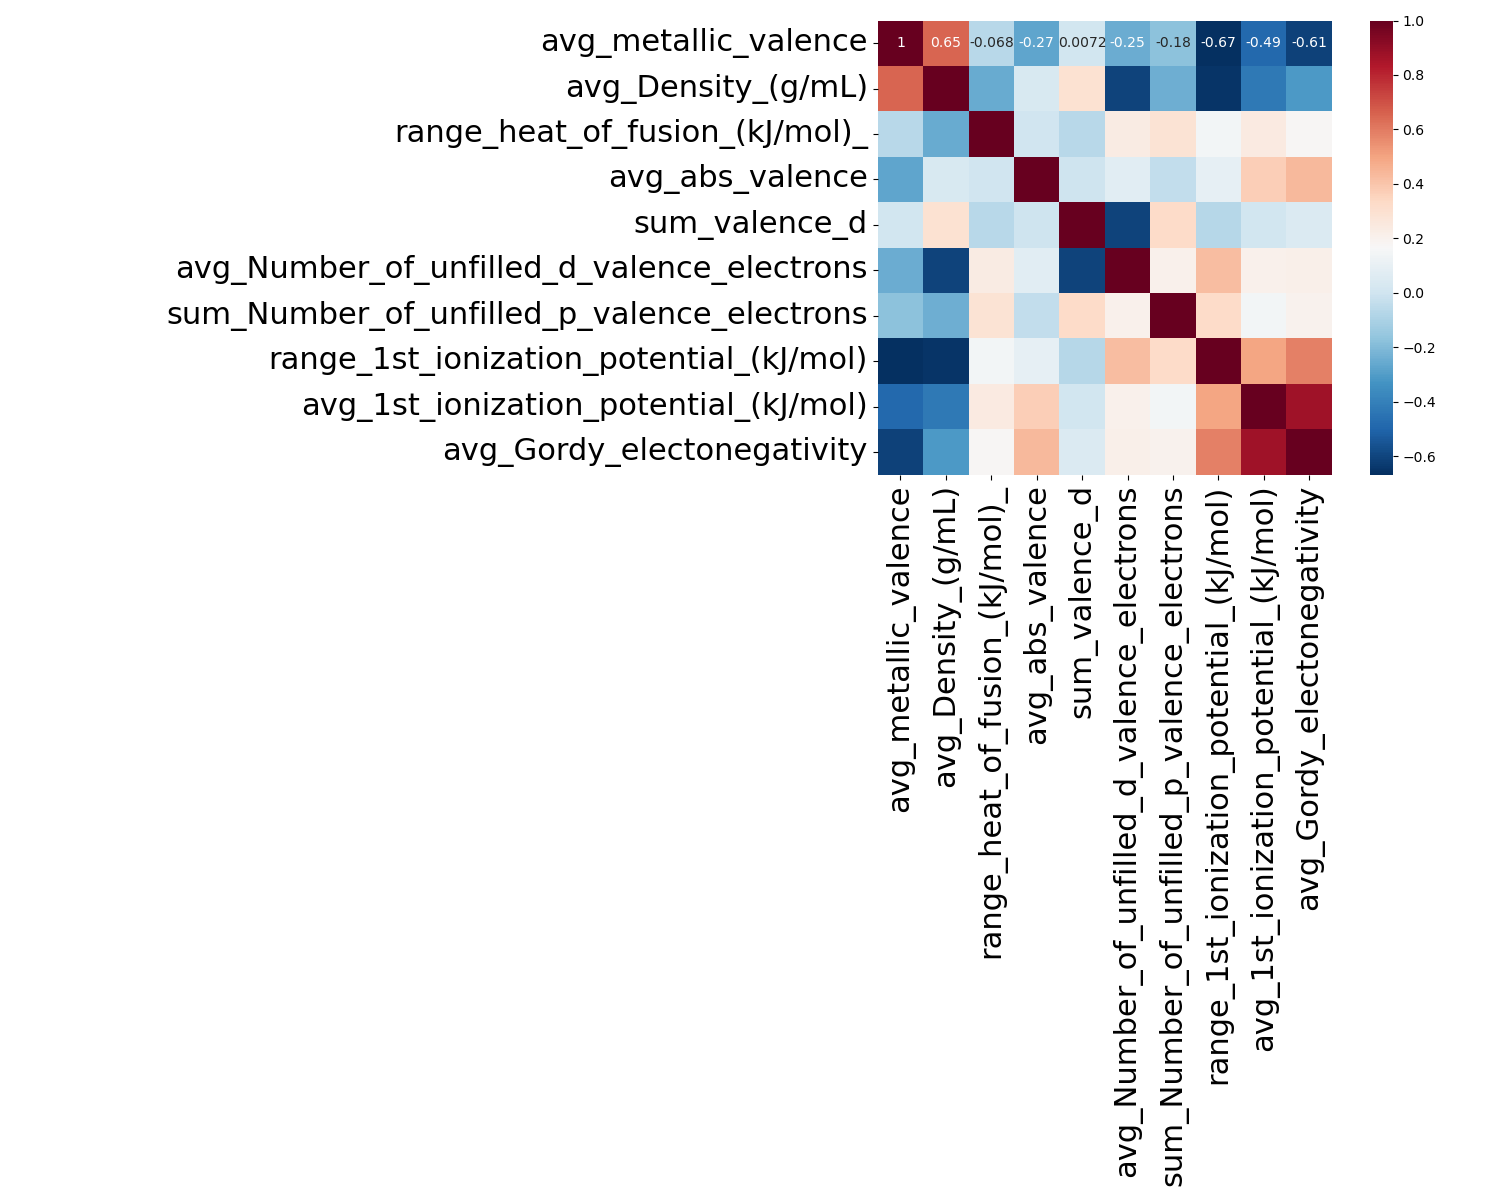 avg_metallic_valence
1 0.65 -0.068 -0.27 0.0072 -0.25 -0.18 -0.67 -0.49 -0.61
avg_Density_(g/mL)
range_heat_of_fusion_(kJ/mol)_
avg_abs_valence
sum_valence_d
avg_Number_of_unfilled_d_valence_electrons
sum_Number_of_unfilled_p_valence_electrons
range_1st_ionization_potential_(kJ/mol)
avg_1st_ionization_potential_(kJ/mol)
avg_Gordy_electonegativity
avg_metallic_valence
avg_Density_(g/mL)
range_heat_of_fusion_(kJ/mol)_
avg_abs_valence
sum_valence_d
avg_Number_of_unfilled_d_valence_electrons
sum_Number_of_unfilled_p_valence_electrons
range_1st_ionization_potential_(kJ/mol)
avg_1st_ionization_potential_(kJ/mol)
avg_Gordy_electonegativity
1.0
0.8
0.6
0.4
0.2
0.0
−0.2
−0.4
−0.6